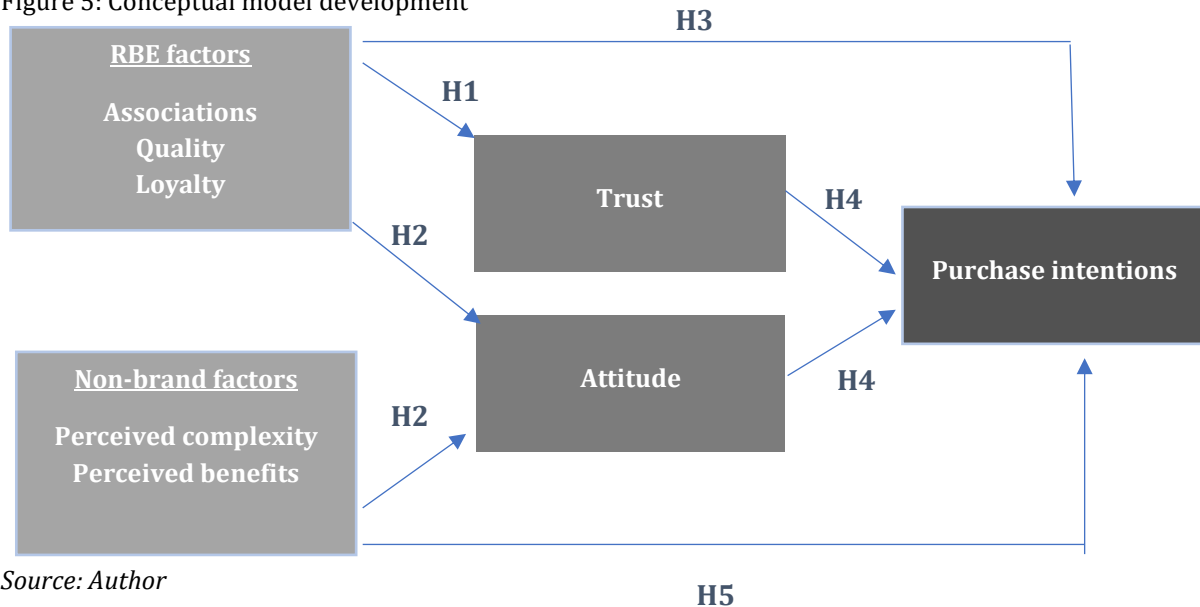 Figure 5: Conceptual model development
H3
RBE factors
Associations
Quality
Loyalty
H1
Trust
H4
Purchase intentions
H2
Attitude
H4
Non-brand factors
Perceived complexity
Perceived benefits
H2
Source: Author
H5